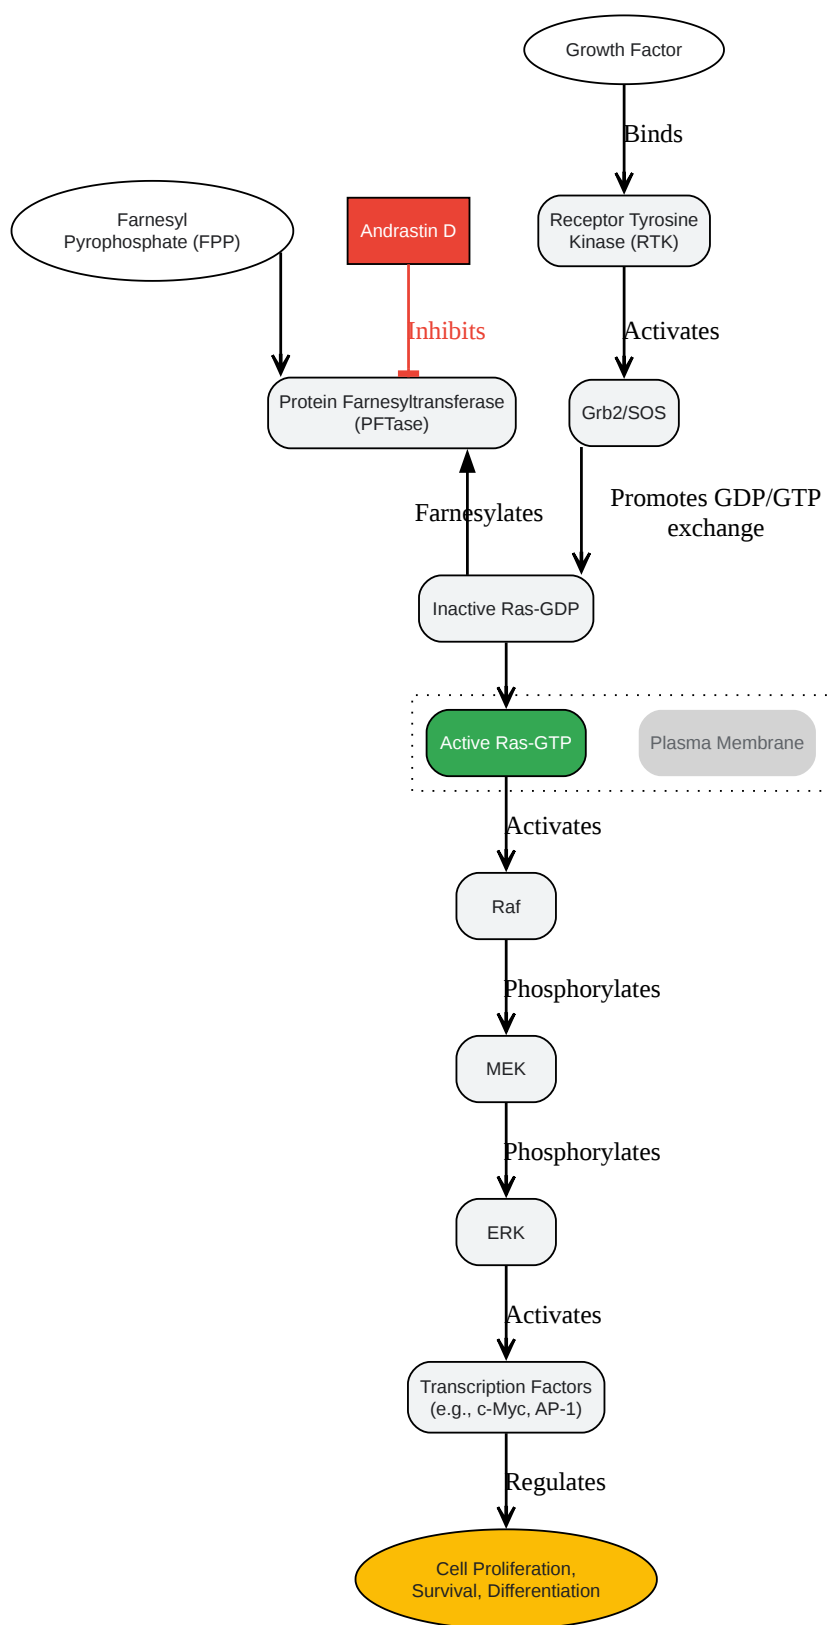 Growth Factor
Binds
Farnesyl
Pyrophosphate (FPP)
Andrastin D
Receptor Tyrosine
Kinase (RTK)
Inhibits
Activates
Protein Farnesyltransferase
(PFTase)
Grb2/SOS
Farnesylates
Promotes GDP/GTP
exchange
Inactive Ras-GDP
Active Ras-GTP
Plasma Membrane
Activates
Raf
Phosphorylates
MEK
Phosphorylates
ERK
Activates
Transcription Factors
(e.g., c-Myc, AP-1)
Regulates
Cell Proliferation,
Survival, Differentiation